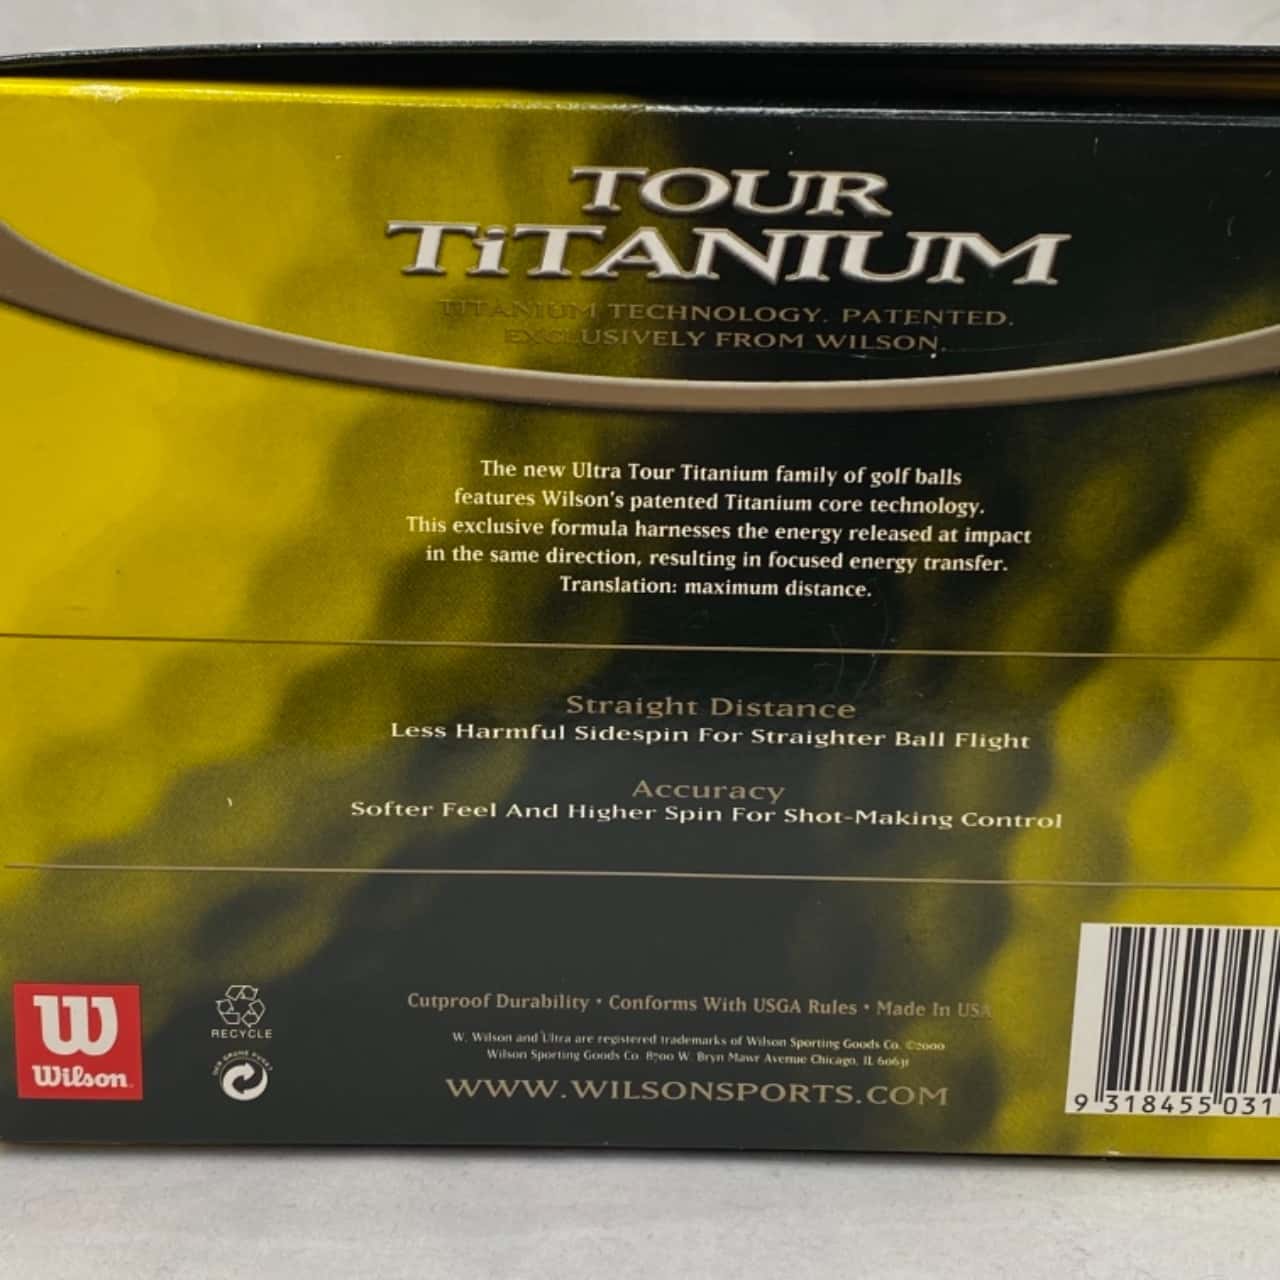 TOUR
TiTANIUM
TITANIUM TECHNOLOGY. PATENTED.
EXCLUSIVELY FROM WILSON.
The new Ultra Tour Titanium family of golf balls
features Wilson's patented Titanium core technology.
This exclusive formula harnesses the energy released at impact
in the same direction, resulting in focused energy transfer.
Translation: maximum distance.
Straight Distance
Less Harmful Sidespin For Straighter Ball Flight
Accuracy
Softer Feel And Higher Spin For Shot-Making Control
W
Wilson
RECYCLE
DER GRÜNE PUNKT
Cutproof Durability • Conforms With USGA Rules • Made In USA
W. Wilson and Ultra are registered trademarks of Wilson Sporting Goods Co. ©2000
Wilson Sporting Goods Co. 8700 W. Bryn Mawr Avenue Chicago, IL 60631
WWW.WILSONSPORTS.COM
9 318455 031